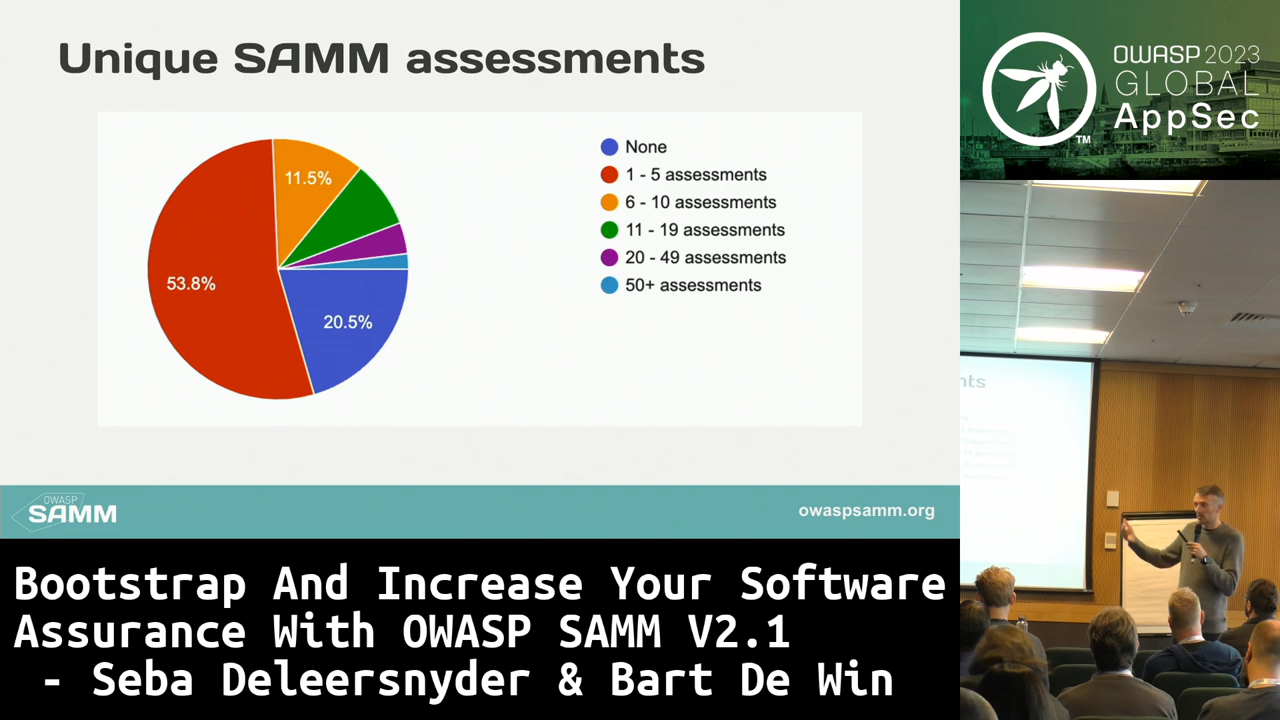 Unique SAMM assessments
11.5%
53.8%
20.5%
None
1 - 5 assessments
6 - 10 assessments
11 - 19 assessments
20 - 49 assessments
50+ assessments
OWASP
SAMM
owaspsamm.org
Bootstrap And Increase Your Software
Assurance With OWASP SAMM V2.1
- Seba Deleersnyder & Bart De Win
OWASP 2023
GLOBAL
AppSec
TM
nts